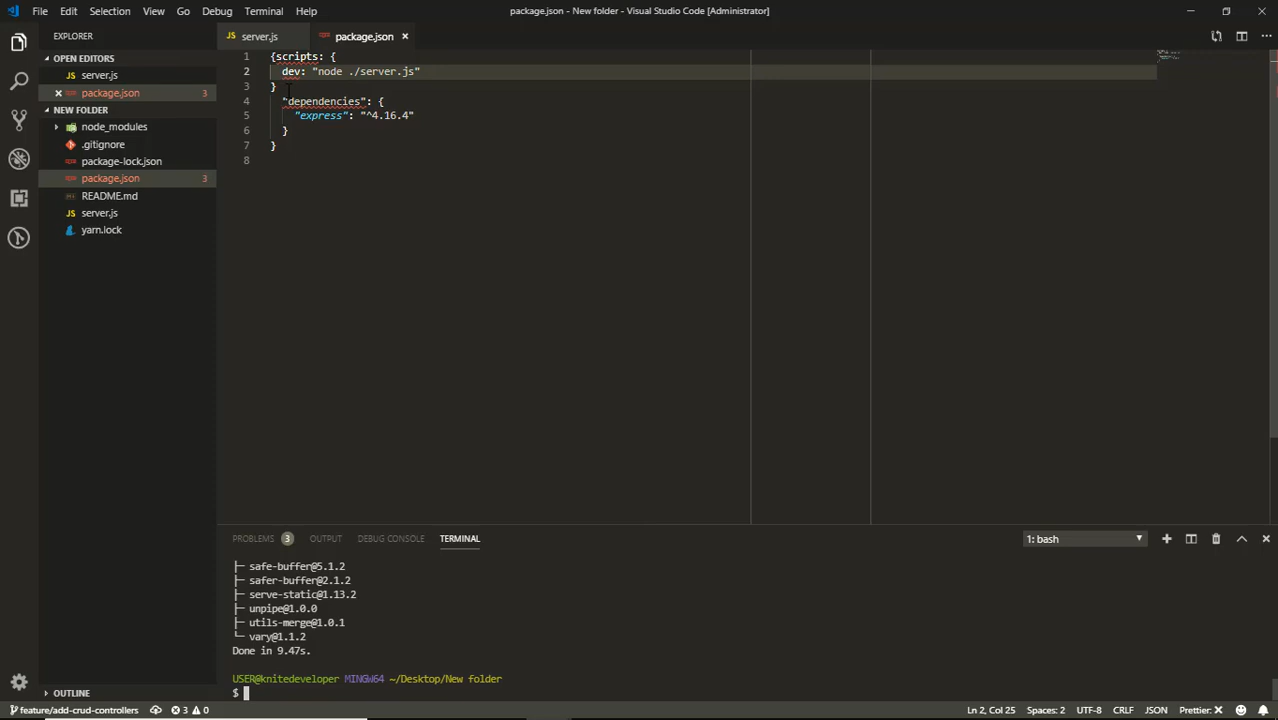 File Edit Selection View Go Debug Terminal Help package.json - New folder - Visual Studio Code [Administrator]
EXPLORER
OPEN EDITORS
JS server.js
package.json 3
NEW FOLDER
node_modules
.gitignore
package-lock.json
package.json 3
README.md
JS server.js
yarn.lock
OUTLINE
JS server.js package.json
1 {scripts: {
2 dev: "node ./server.js"
3 }
4 "dependencies": {
5 "express": "^4.16.4"
6 }
7 }
8
PROBLEMS 3 OUTPUT DEBUG CONSOLE TERMINAL 1: bash
├─ safe-buffer@5.1.2
├─ safer-buffer@2.1.2
├─ serve-static@1.13.2
├─ unpipe@1.0.0
├─ utils-merge@1.0.1
└─ vary@1.1.2
Done in 9.47s.
USER@knitedeveloper MINGW64 ~/Desktop/New folder
$
feature/add-crud-controllers 3 0 Ln 2, Col 25 Spaces: 2 UTF-8 CRLF JSON Prettier: ✕